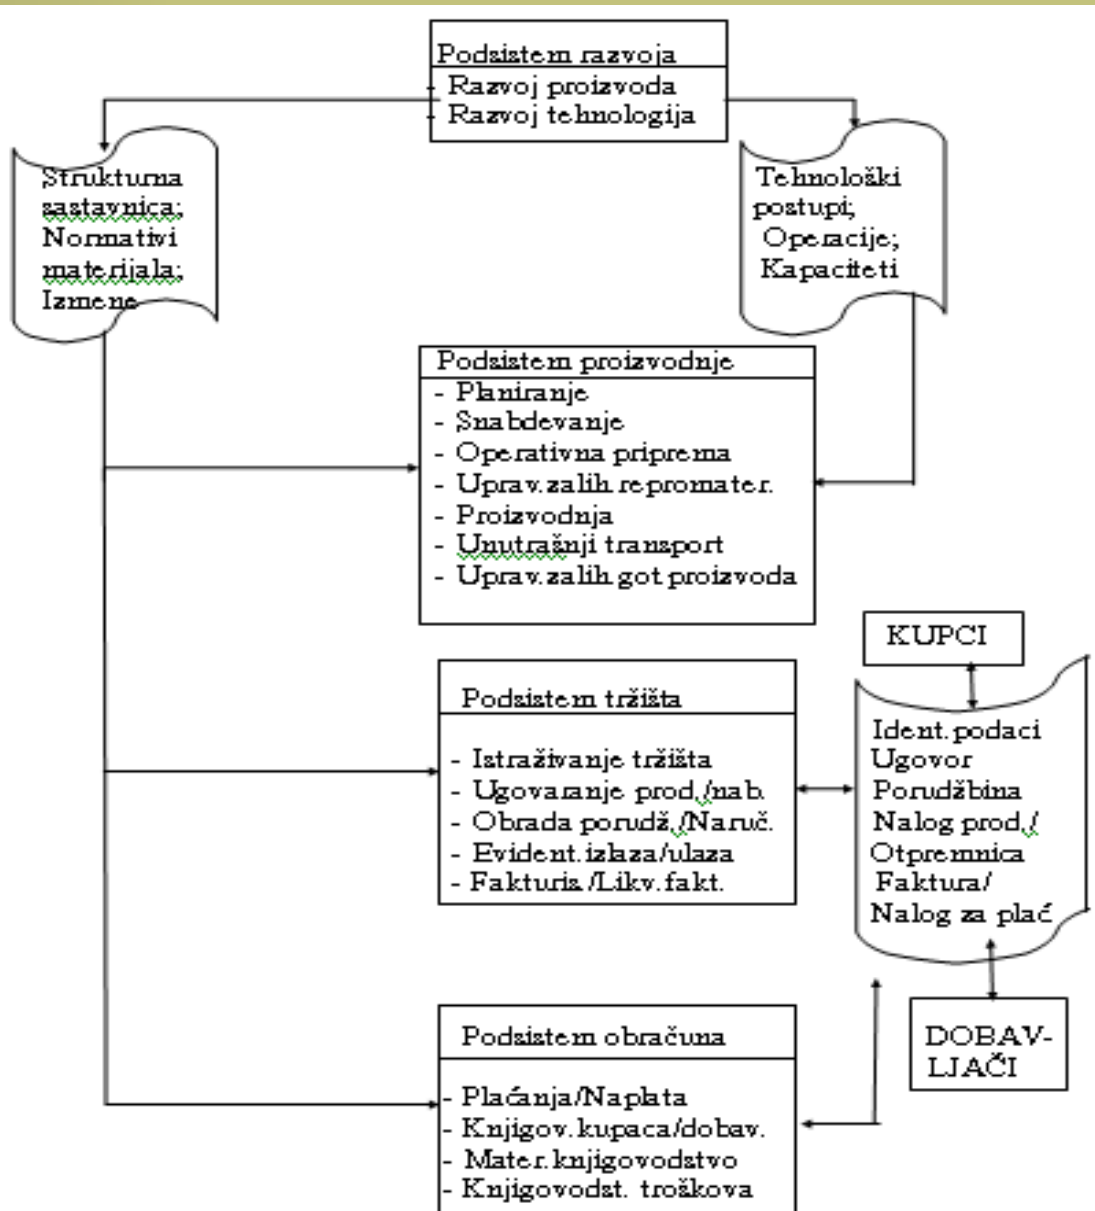 Podsistem razvoja
- Razvoj proizvoda
- Razvoj tehnologija
Strukturna
sastavnica;
Normativi
materijala;
Izmene
Tehnološki
postupi;
Operacije;
Kapaciteti
Podsistem proizvodnje
- Planiranje
- Snabdevanje
- Operativna priprema
- Uprav.zalih.repromater.
- Proizvodnja
- Unutrašnji transport
- Uprav.zalih.got proizvoda
KUPCI
Podsistem tržišta
- Istraživanje tržišta
- Ugovaranje prod./nab.
- Obrada porudž./Naruč.
- Evident.izlaza/ulaza
- Fakturis./Likv.fakt.
Ident.podaci
Ugovor
Porudžbina
Nalog prod./
Otpremnica
Faktura/
Nalog za plać
DOBAV-
LJAČI
Podsistem obračuna
- Plaćanja/Naplata
- Knjigov.kupaca/dobav.
- Mater.knjigovodstvo
- Knjigovodst. troškova